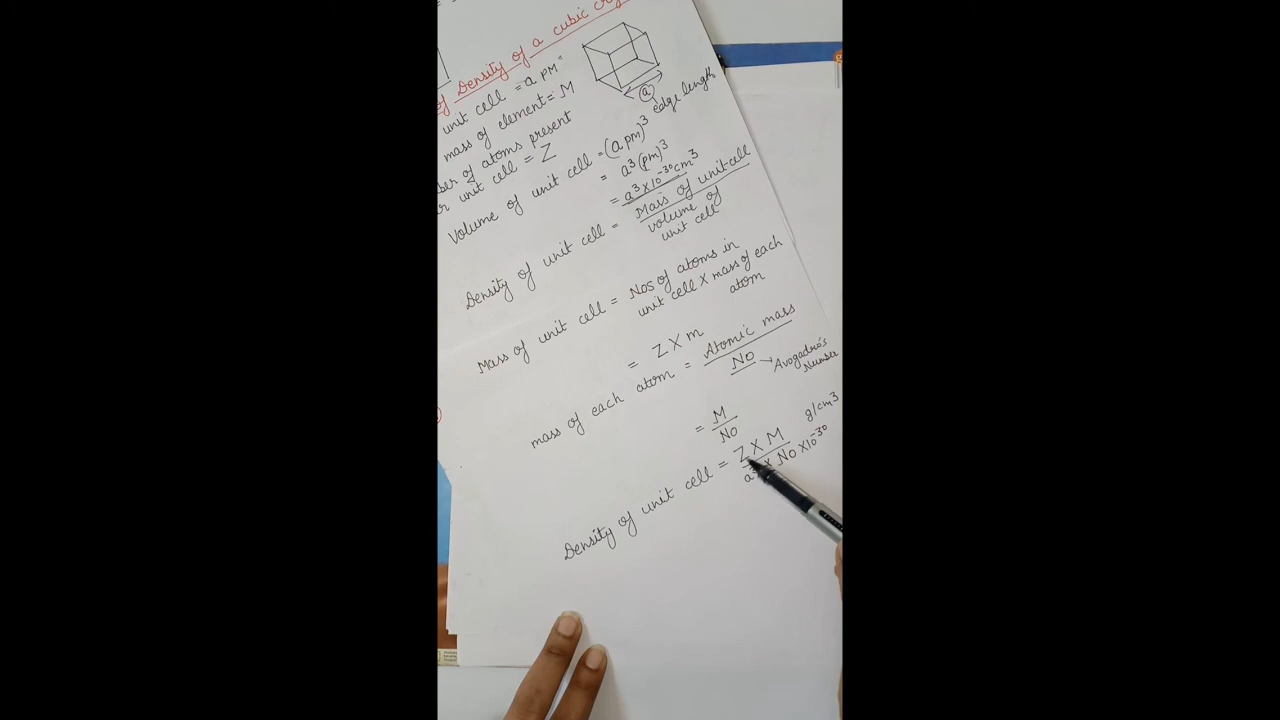 of Density of a cubic
unit cell = a pm
mass of element = M
of atoms present
unit cell = Z
a
edge length
Volume of unit cell = (a pm)³
= a³ (pm)³
= a³ x 10⁻³⁰ cm³
Density of unit cell = Mass of unit cell
volume of
unit cell
Mass of unit cell = Nos of atoms in
unit cell X mass of each
atom
= Z X m
mass of each atom = Atomic mass
No → Avogadro's
Number
= M
No
Density of unit cell = Z X M g/cm³
a³ x No x 10⁻³⁰